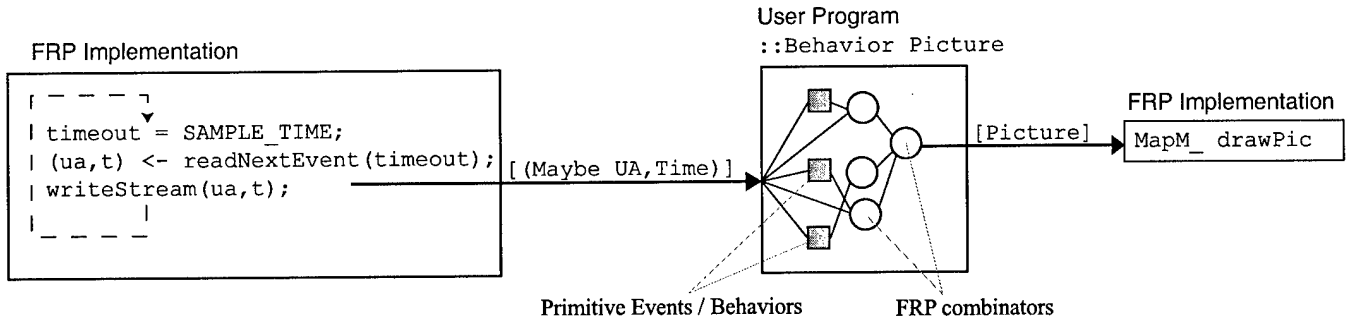 FRP Implementation
timeout = SAMPLE_TIME;
(ua,t) <- readNextEvent(timeout);
writeStream(ua,t);
[(Maybe UA,Time)]
User Program
::Behavior Picture
[Picture]
FRP Implementation
MapM_ drawPic
Primitive Events / Behaviors
FRP combinators